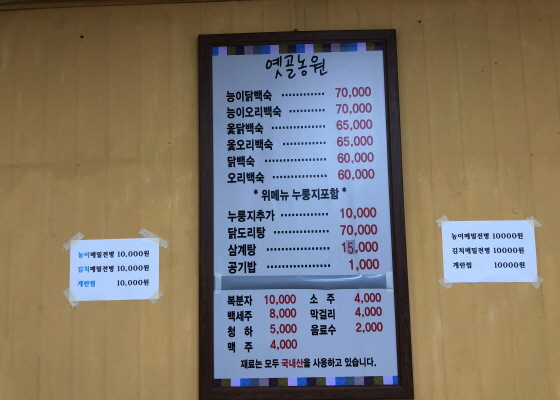 옛골농원
능이닭백숙 ············ 70,000
능이오리백숙 ············ 70,000
옻닭백숙 ············ 65,000
옻오리백숙 ············ 65,000
닭백숙 ············ 60,000
오리백숙 ············ 60,000
* 위메뉴 누룽지포함 *
누룽지추가 ············ 10,000
닭도리탕 ············ 70,000
삼계탕 ············ 15,000
공기밥 ············ 1,000
복분자 10,000 소 주 4,000
백세주 8,000 막걸리 4,000
청 하 5,000 음료수 2,000
맥 주 4,000
재료는 모두 국내산을 사용하고 있습니다.
능이메밀전병 10,000원
김치메밀전병 10,000원
계란찜 10,000원
능이메밀전병 10000원
김치메밀전병 10000원
계란찜 10000원